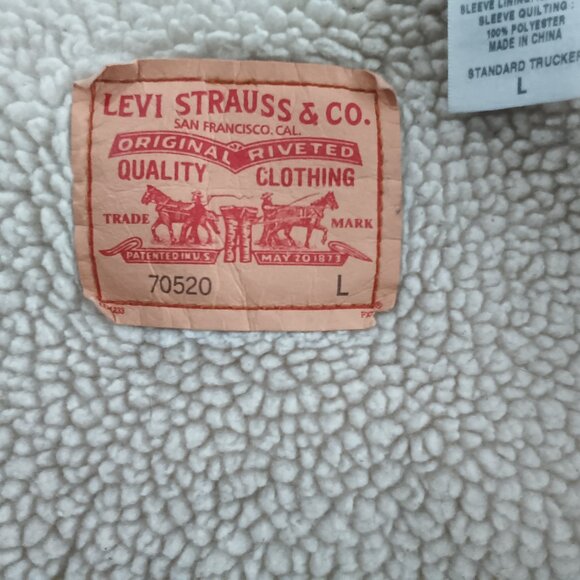 LEVI STRAUSS & CO.
SAN FRANCISCO, CAL.
ORIGINAL RIVETED
QUALITY CLOTHING
TRADE MARK
PATENTED IN U.S. MAY 20 1873
70520 L
SLEEVE QUILTING:
100% POLYESTER
MADE IN CHINA
STANDARD TRUCKER
L